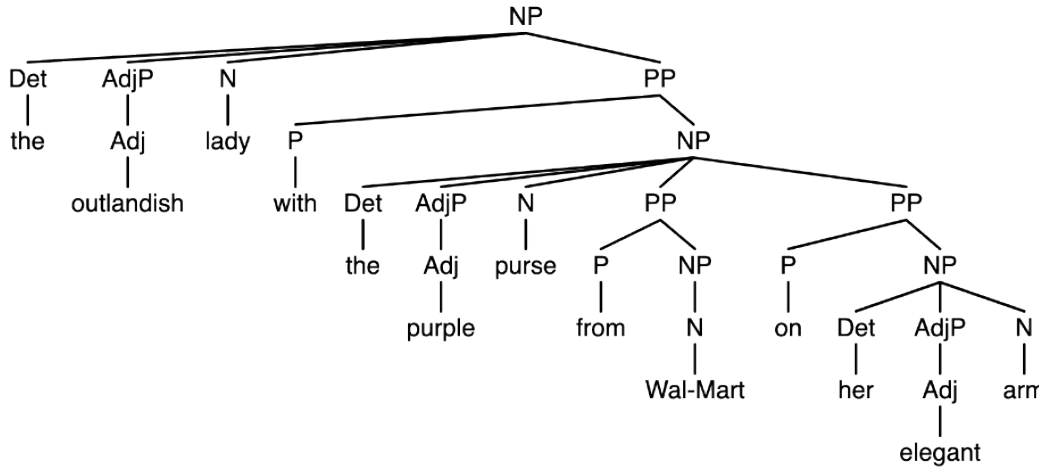 NP
Det AdjP N PP
the Adj lady P NP
outlandish with Det AdjP N PP PP
the Adj purse P NP P NP
purple from N on Det AdjP N
Wal-Mart her Adj arm
elegant